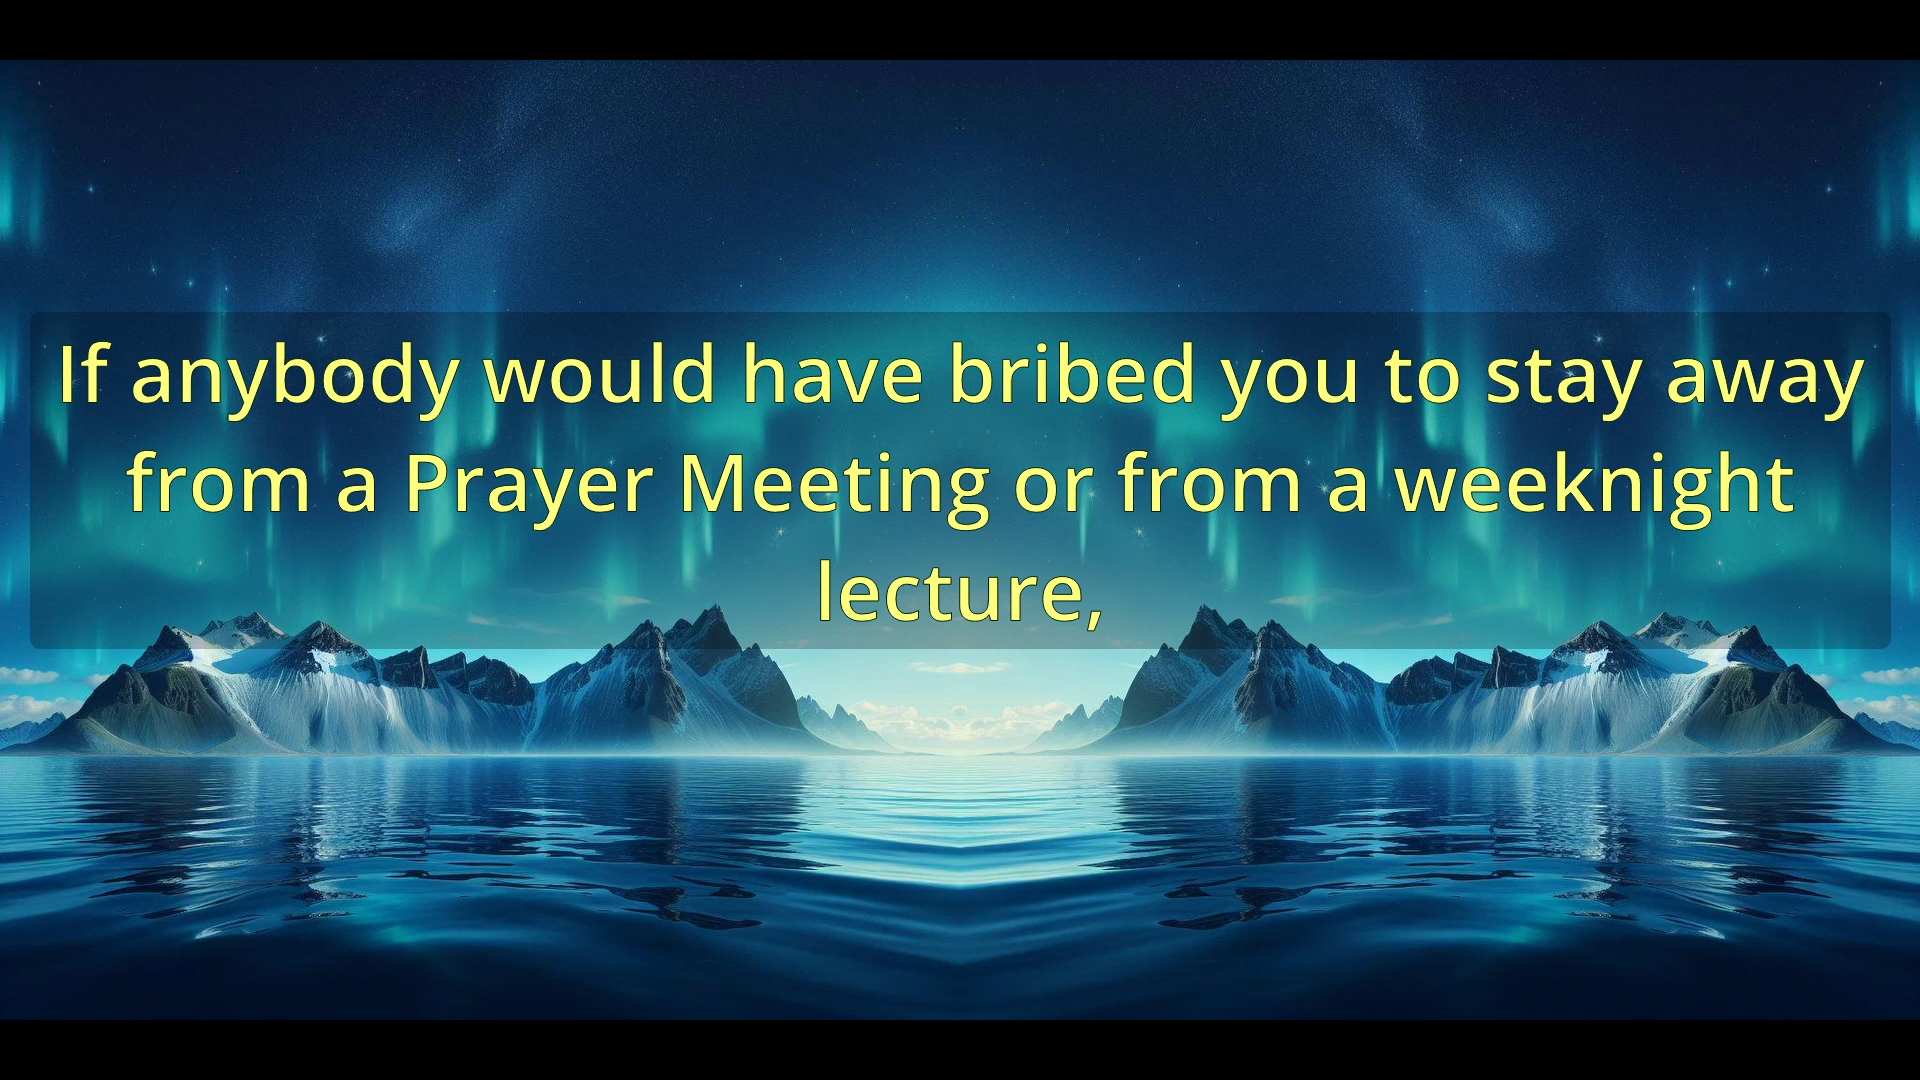 If anybody would have bribed you to stay away
from a Prayer Meeting or from a weeknight
lecture,